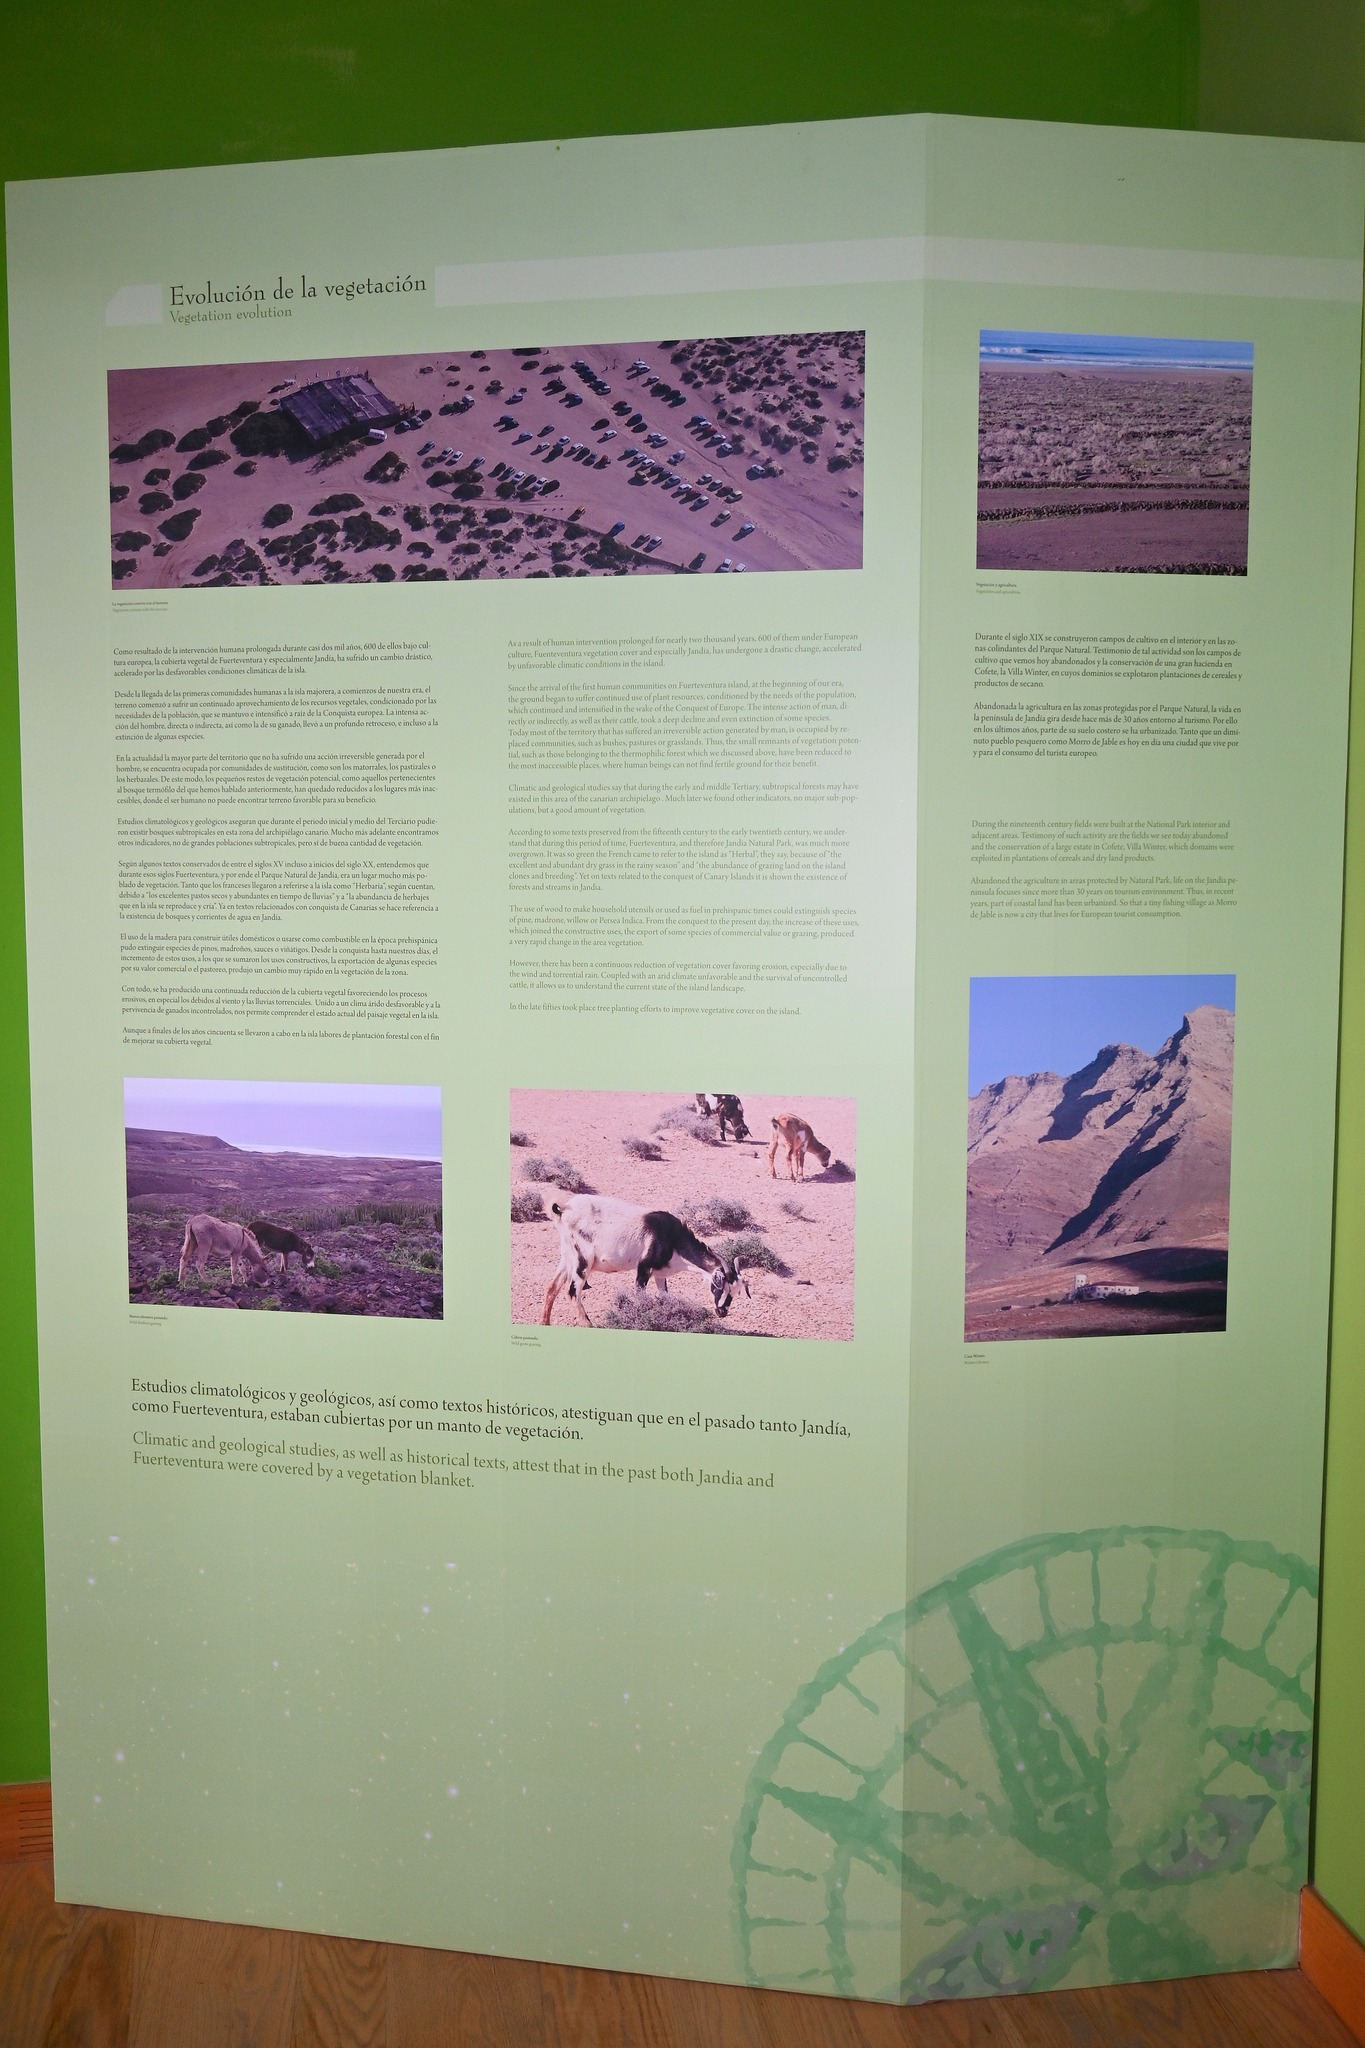 Evolución de la vegetación
Vegetation evolution
Como resultado de la intervención humana prolongada durante casi dos mil años, 600 de ellos bajo cul-
tura europea, la cubierta vegetal de Fuerteventura y especialmente Jandía, ha sufrido un cambio drástico,
acelerado por las desfavorables condiciones climáticas de la isla.
Desde la llegada de las primeras comunidades humanas a la isla majorera, a comienzos de nuestra era, el
terreno comenzó a sufrir un continuado aprovechamiento de los recursos vegetales, condicionado por las
necesidades de la población, que se mantuvo e intensificó a raíz de la Conquista europea. La intensa ac-
ción del hombre, directa o indirecta, así como la de su ganado, llevó a un profundo retroceso, e incluso a la
extinción de algunas especies.
En la actualidad la mayor parte del territorio que no ha sufrido una acción irreversible generada por el
hombre, se encuentra ocupada por comunidades de sustitución, como son los matorrales, los pastizales o
los herbazales. De este modo, los pequeños restos de vegetación potencial, como aquellos pertenecientes
al bosque termófilo del que hemos hablado anteriormente, han quedado reducidos a los lugares más inac-
cesibles, donde el ser humano no puede encontrar terreno favorable para su beneficio.
Estudios climatológicos y geológicos aseguran que durante el periodo inicial y medio del Terciario pudie-
ron existir bosques subtropicales en esta zona del archipiélago canario. Mucho más adelante encontramos
otros indicadores, no de grandes poblaciones subtropicales, pero sí de buena cantidad de vegetación.
Según algunos textos conservados de entre el siglos XV incluso a inicios del siglo XX, entendemos que
durante esos siglos Fuerteventura, y por ende el Parque Natural de Jandía, era un lugar mucho más po-
blado de vegetación. Tanto que los franceses llegaron a referirse a la isla como "Herbaria", según cuentan,
debido a "los excelentes pastos secos y abundantes en tiempo de lluvias" y a "la abundancia de herbajes
que en la isla se reproduce y cría". Ya en textos relacionados con conquista de Canarias se hace referencia a
la existencia de bosques y corrientes de agua en Jandía.
El uso de la madera para construir útiles domésticos o usarse como combustible en la época prehispánica
pudo extinguir especies de pinos, madroños, sauces o viñátigos. Desde la conquista hasta nuestros días, el
incremento de estos usos, a los que se sumaron los usos constructivos, la exportación de algunas especies
por su valor comercial o el pastoreo, produjo un cambio muy rápido en la vegetación de la zona.
Con todo, se ha producido una continuada reducción de la cubierta vegetal favoreciendo los procesos
erosivos, en especial los debidos al viento y las lluvias torrenciales. Unido a un clima árido desfavorable y a la
pervivencia de ganados incontrolados, nos permite comprender el estado actual del paisaje vegetal en la isla.
Aunque a finales de los años cincuenta se llevaron a cabo en la isla labores de plantación forestal con el fin
de mejorar su cubierta vegetal.
As a result of human intervention prolonged for nearly two thousand years, 600 of them under European
culture, Fuerteventura vegetation cover and especially Jandia, has undergone a drastic change, accelerated
by unfavorable climatic conditions in the island.
Since the arrival of the first human communities on Fuerteventura island, at the beginning of our era,
the ground began to suffer continued use of plant resources, conditioned by the needs of the population,
which continued and intensified in the wake of the Conquest of Europe. The intense action of man, di-
rectly or indirectly, as well as their cattle, took a deep decline and even extinction of some species.
Today most of the territory that has suffered an irreversible action generated by man, is occupied by re-
placed communities, such as bushes, pastures or grasslands. Thus, the small remnants of vegetation poten-
tial, such as those belonging to the thermophilic forest which we discussed above, have been reduced to
the most inaccessible places, where human beings can not find fertile ground for their benefit.
Climatic and geological studies say that during the early and middle Tertiary, subtropical forests may have
existed in this area of the canarian archipielago . Much later we found other indicators, no major sub-pop-
ulations, but a good amount of vegetation.
According to some texts preserved from the fifteenth century to the early twentieth century, we under-
stand that during this period of time, Fuerteventura, and therefore Jandia Natural Park, was much more
overgrown. It was so green the French came to refer to the island as "Herbal", they say, because of "the
excellent and abundant dry grass in the rainy season" and "the abundance of grazing land on the island
clones and breeding". Yet on texts related to the conquest of Canary Islands it is shown the existence of
forests and streams in Jandia.
The use of wood to make household utensils or used as fuel in prehispanic times could extinguish species
of pine, madrone, willow or Persea Indica. From the conquest to the present day, the increase of these uses,
which joined the constructive uses, the export of some species of commercial value or grazing, produced
a very rapid change in the area vegetation.
However, there has been a continuous reduction of vegetation cover favoring erosion, especially due to
the wind and torrential rain. Coupled with an arid climate unfavorable and the survival of uncontrolled
cattle, it allows us to understand the current state of the island landscape.
In the late fifties took place tree planting efforts to improve vegetative cover on the island.
Cabras pastando
Estudios climatológicos y geológicos, así como textos históricos, atestiguan que en el pasado tanto Jandía,
como Fuerteventura, estaban cubiertas por un manto de vegetación.
Climatic and geological studies, as well as historical texts, attest that in the past both Jandia and
Fuerteventura were covered by a vegetation blanket.
Vegetación y agricultura
Vegetation and agriculture
Durante el siglo XIX se construyeron campos de cultivo en el interior y en las zo-
nas colindantes del Parque Natural. Testimonio de tal actividad son los campos de
cultivo que vemos hoy abandonados y la conservación de una gran hacienda en
Cofete, la Villa Winter, en cuyos dominios se explotaron plantaciones de cereales y
productos de secano.
Abandonada la agricultura en las zonas protegidas por el Parque Natural, la vida en
la península de Jandia gira desde hace más de 30 años entorno al turismo. Por ello
en los últimos años, parte de su suelo costero se ha urbanizado. Tanto que un dimi-
nuto pueblo pesquero como Morro de Jable es hoy en día una ciudad que vive por
y para el consumo del turista europeo.
During the nineteenth century fields were built at the National Park interior and
adjacent areas. Testimony of such activity are the fields we see today abandoned
and the conservation of a large estate in Cofete, Villa Winter, which domains were
exploited in plantations of cereals and dry land products.
Abandoned the agriculture in areas protected by Natural Park, life on the Jandia pe-
ninsula focuses since more than 30 years on tourism environment. Thus, in recent
years, part of coastal land has been urbanized. So that a tiny fishing village as Morro
de Jable is now a city that lives for European tourist consumption.
Casa Winter